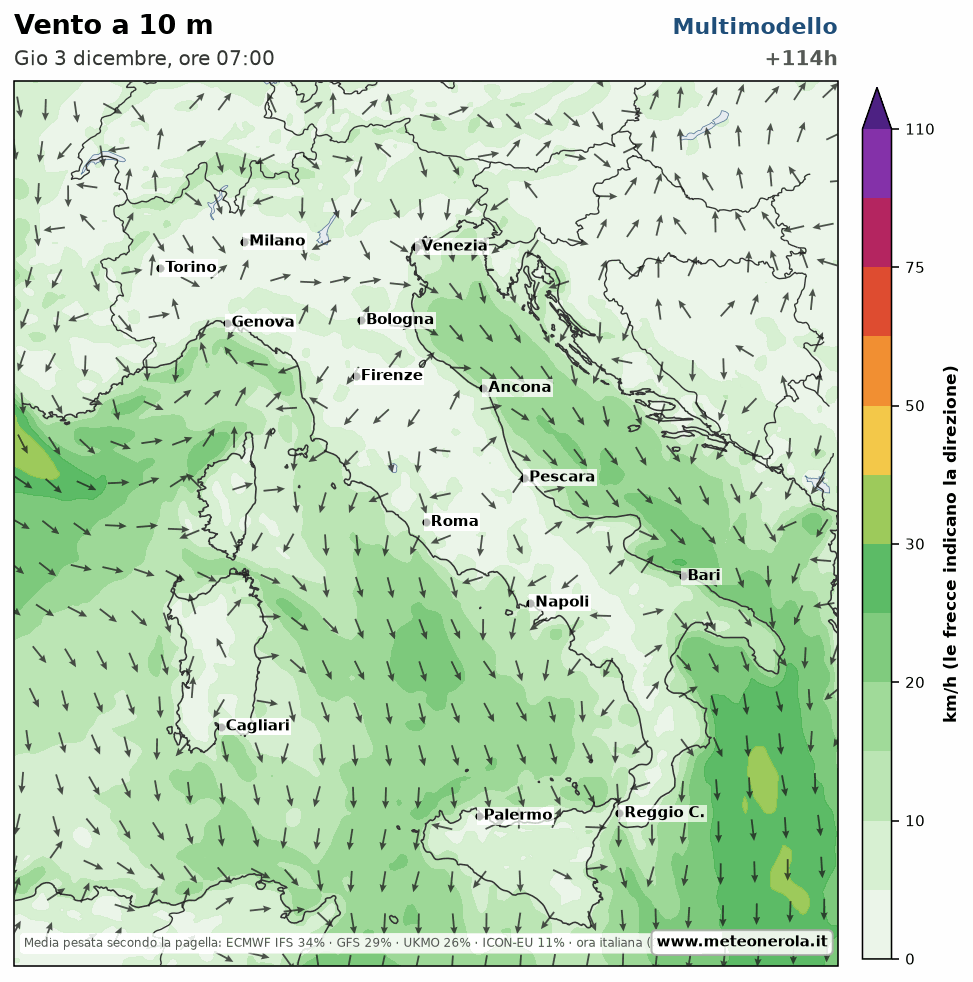 Vento a 10 m
Multimodello
Gio 3 dicembre, ore 07:00
+114h
Milano
Venezia
Torino
Genova
Bologna
Firenze
Ancona
Pescara
Roma
Bari
Napoli
Cagliari
Palermo
Reggio C.
110
75
50
30
20
10
0
km/h (le frecce indicano la direzione)
Media pesata secondo la pagella: ECMWF IFS 34% · GFS 29% · UKMO 26% · ICON-EU 11% · ora italiana (
www.meteonerola.it